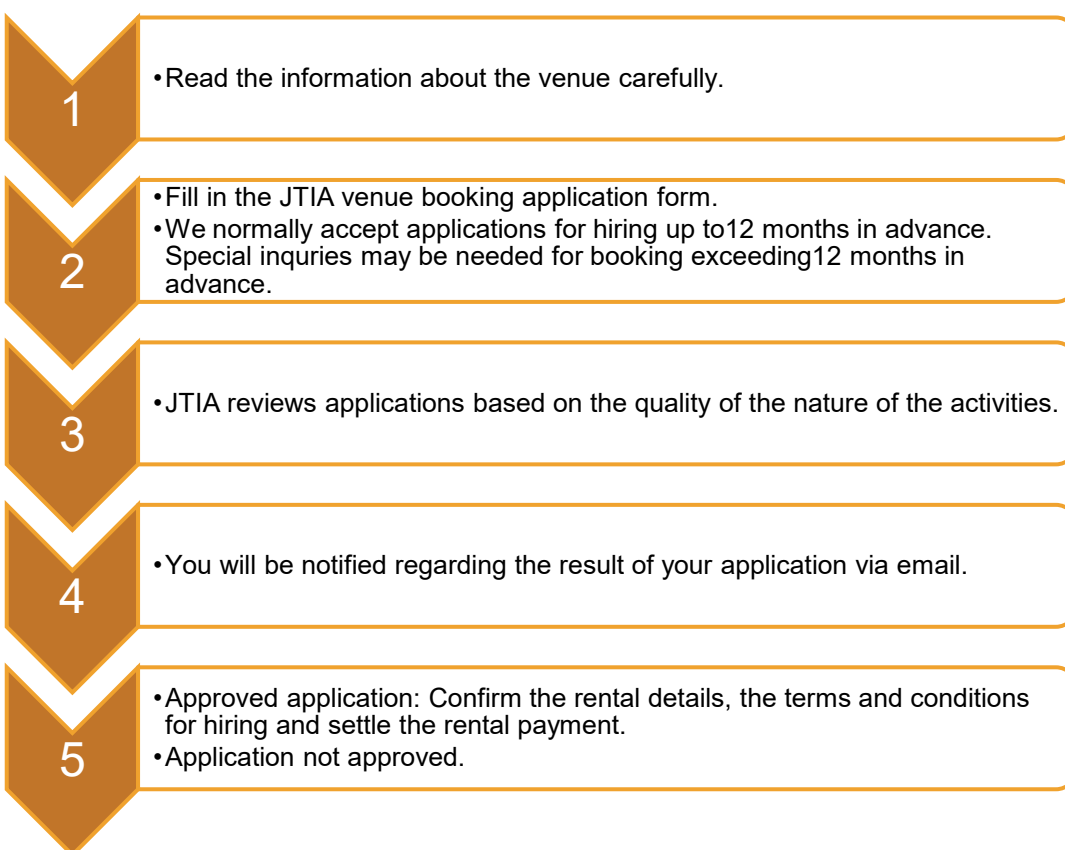 1
•Read the information about the venue carefully.
2
•Fill in the JTIA venue booking application form.
•We normally accept applications for hiring up to12 months in advance.
Special inquries may be needed for booking exceeding12 months in
advance.
3
•JTIA reviews applications based on the quality of the nature of the activities.
4
•You will be notified regarding the result of your application via email.
5
•Approved application: Confirm the rental details, the terms and conditions
for hiring and settle the rental payment.
•Application not approved.